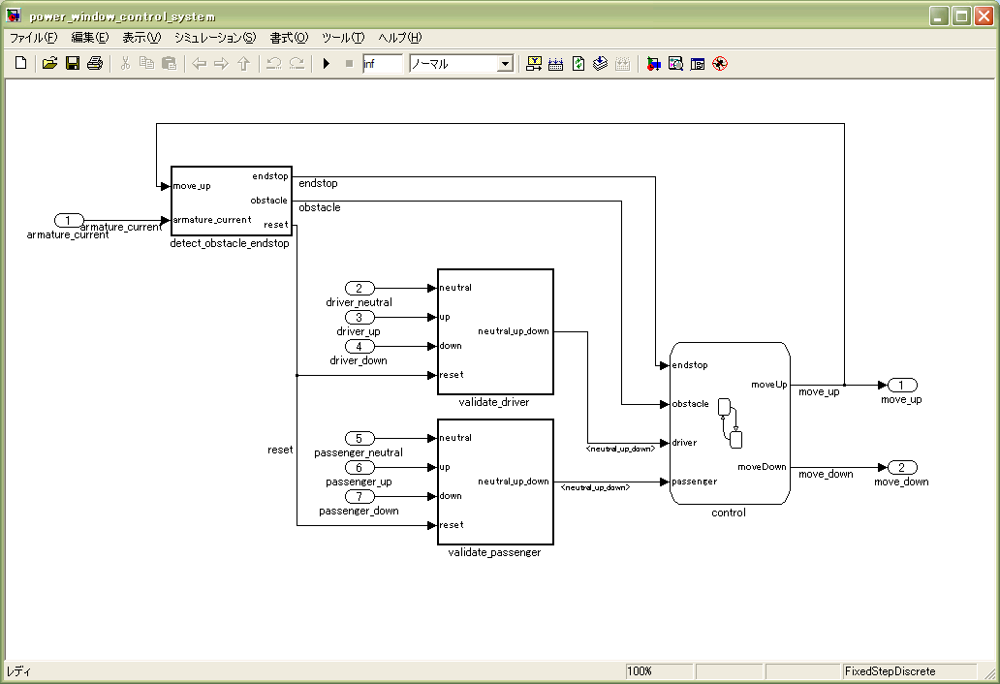 power_window_control_system
ファイル(F) 編集(E) 表示(V) シミュレーション(S) 書式(O) ツール(T) ヘルプ(H)
inf ノーマル
move_up
armature_current
endstop
obstacle
reset
detect_obstacle_endstop
1
armature_current
armature_current
endstop
obstacle
reset
2
driver_neutral
3
driver_up
4
driver_down
neutral
up
down
reset
neutral_up_down
validate_driver
5
passenger_neutral
6
passenger_up
7
passenger_down
neutral
up
down
reset
neutral_up_down
validate_passenger
<neutral_up_down>
<neutral_up_down>
endstop
obstacle
driver
passenger
moveUp
moveDown
control
move_up
1
move_up
move_down
2
move_down
レディ 100% FixedStepDiscrete